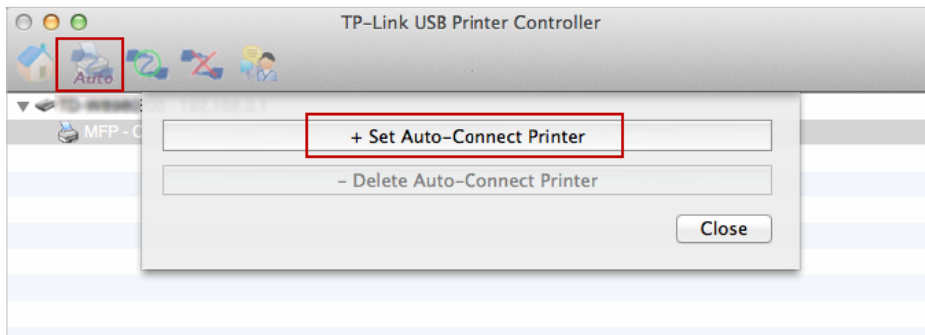 TP-Link USB Printer Controller
Auto
MFP - C
+ Set Auto-Connect Printer
- Delete Auto-Connect Printer
Close